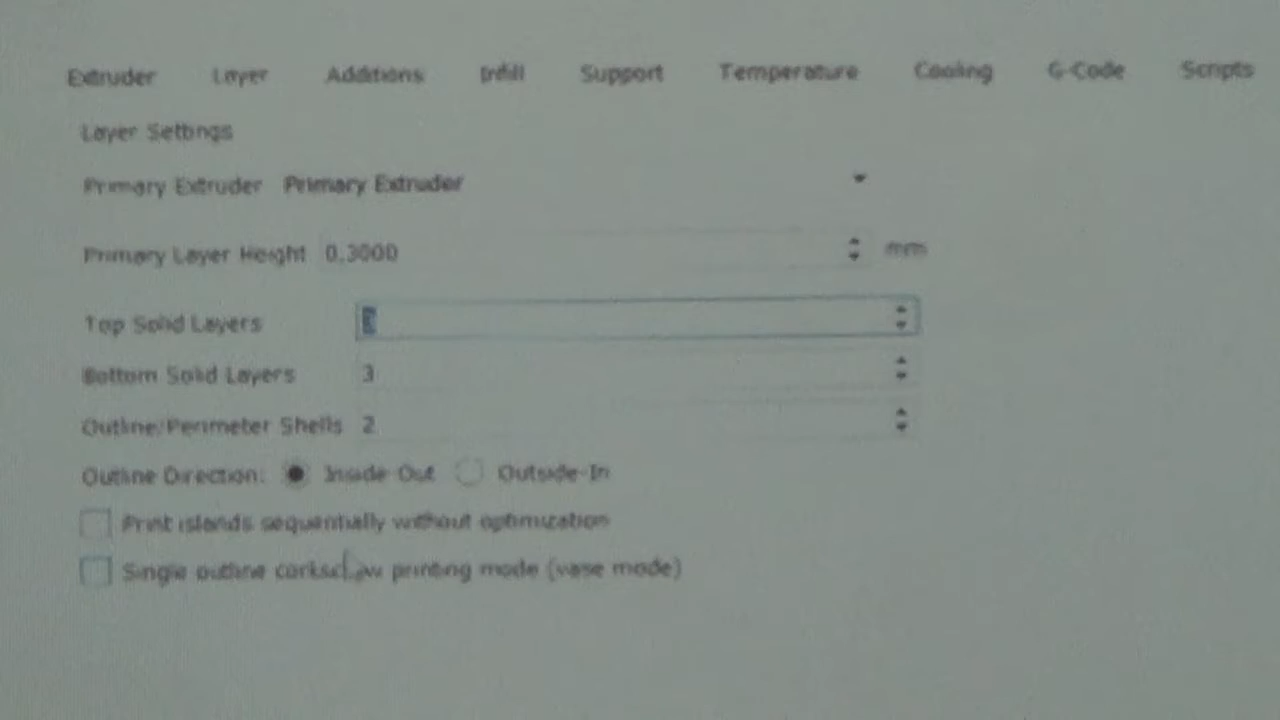 Extruder Layer Additions Infill Support Temperature Cooling G-Code Scripts
Layer Settings
Primary Extruder Primary Extruder
Primary Layer Height 0.3000 mm
Top Solid Layers
Bottom Solid Layers 3
Outline/Perimeter Shells 2
Outline Direction: Inside-Out Outside-In
Print islands sequentially without optimization
Single outline corkscrew printing mode (vase mode)